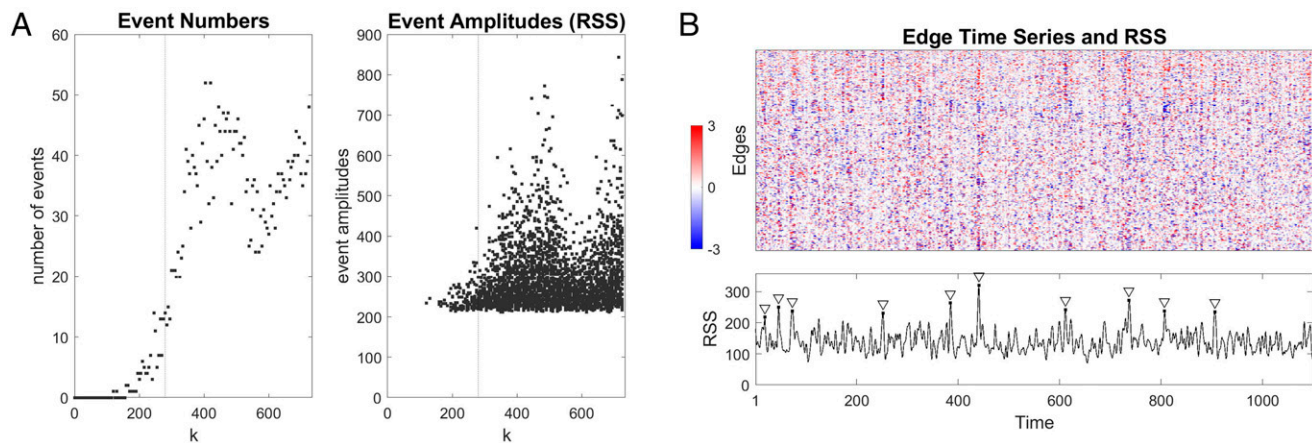 A
Event Numbers
number of events
60
50
40
30
20
10
0
0 200 400 600
k
Event Amplitudes (RSS)
event amplitudes
900
800
700
600
500
400
300
200
100
0
0 200 400 600
k
B
Edge Time Series and RSS
3
0
-3
Edges
RSS
300
200
100
0
1 200 400 600 800 1000
Time